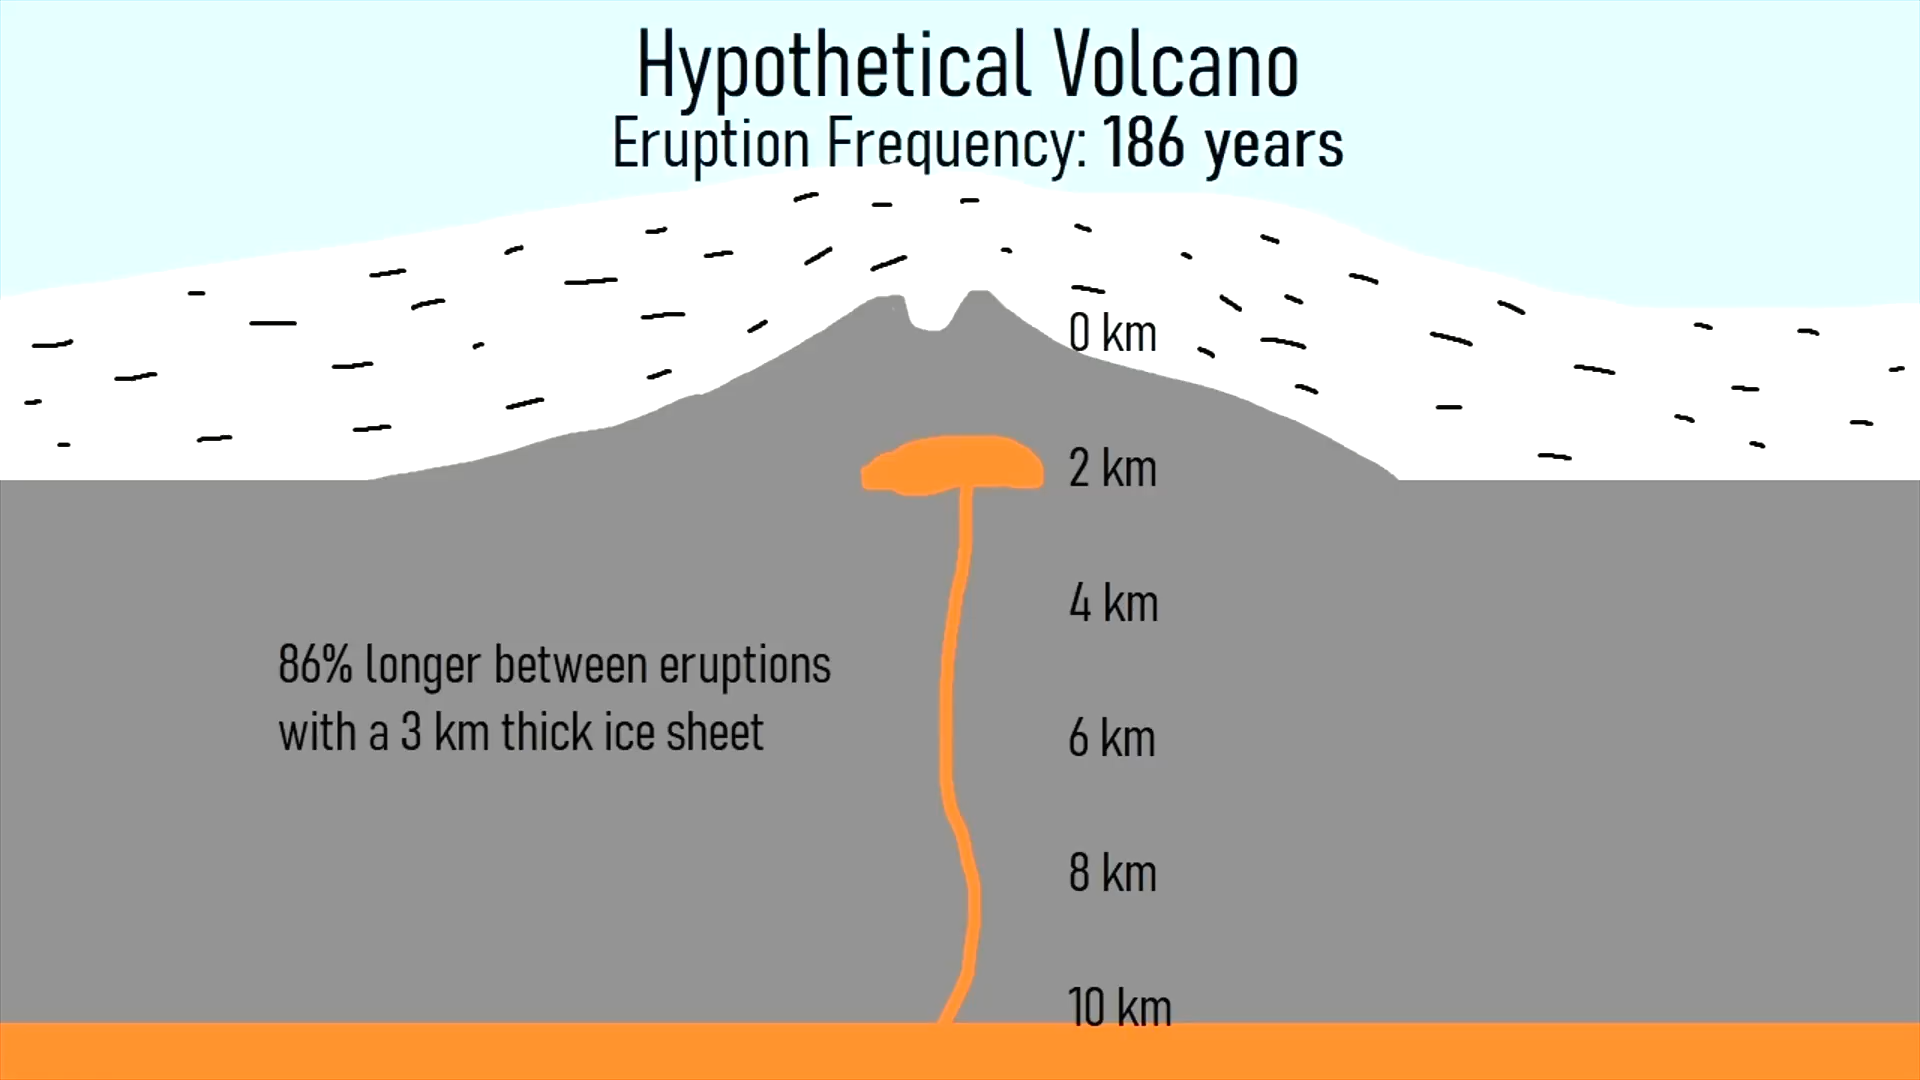 Hypothetical Volcano
Eruption Frequency: 186 years
0 km
2 km
4 km
86% longer between eruptions
with a 3 km thick ice sheet
6 km
8 km
10 km